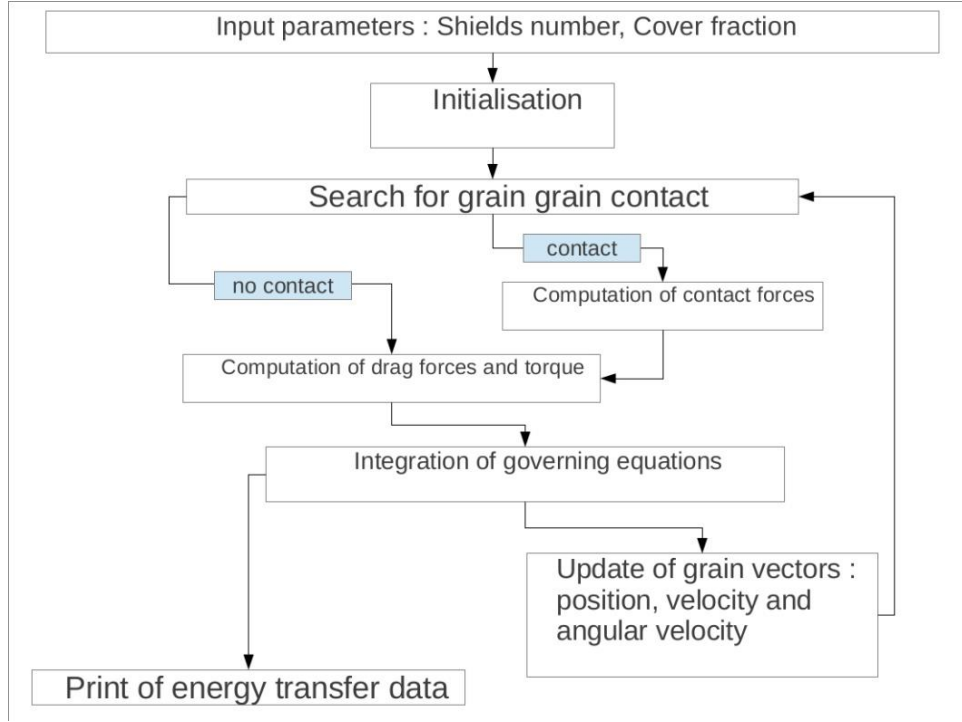 Input parameters : Shields number, Cover fraction
Initialisation
Search for grain grain contact
contact
no contact
Computation of contact forces
Computation of drag forces and torque
Integration of governing equations
Update of grain vectors :
position, velocity and
angular velocity
Print of energy transfer data